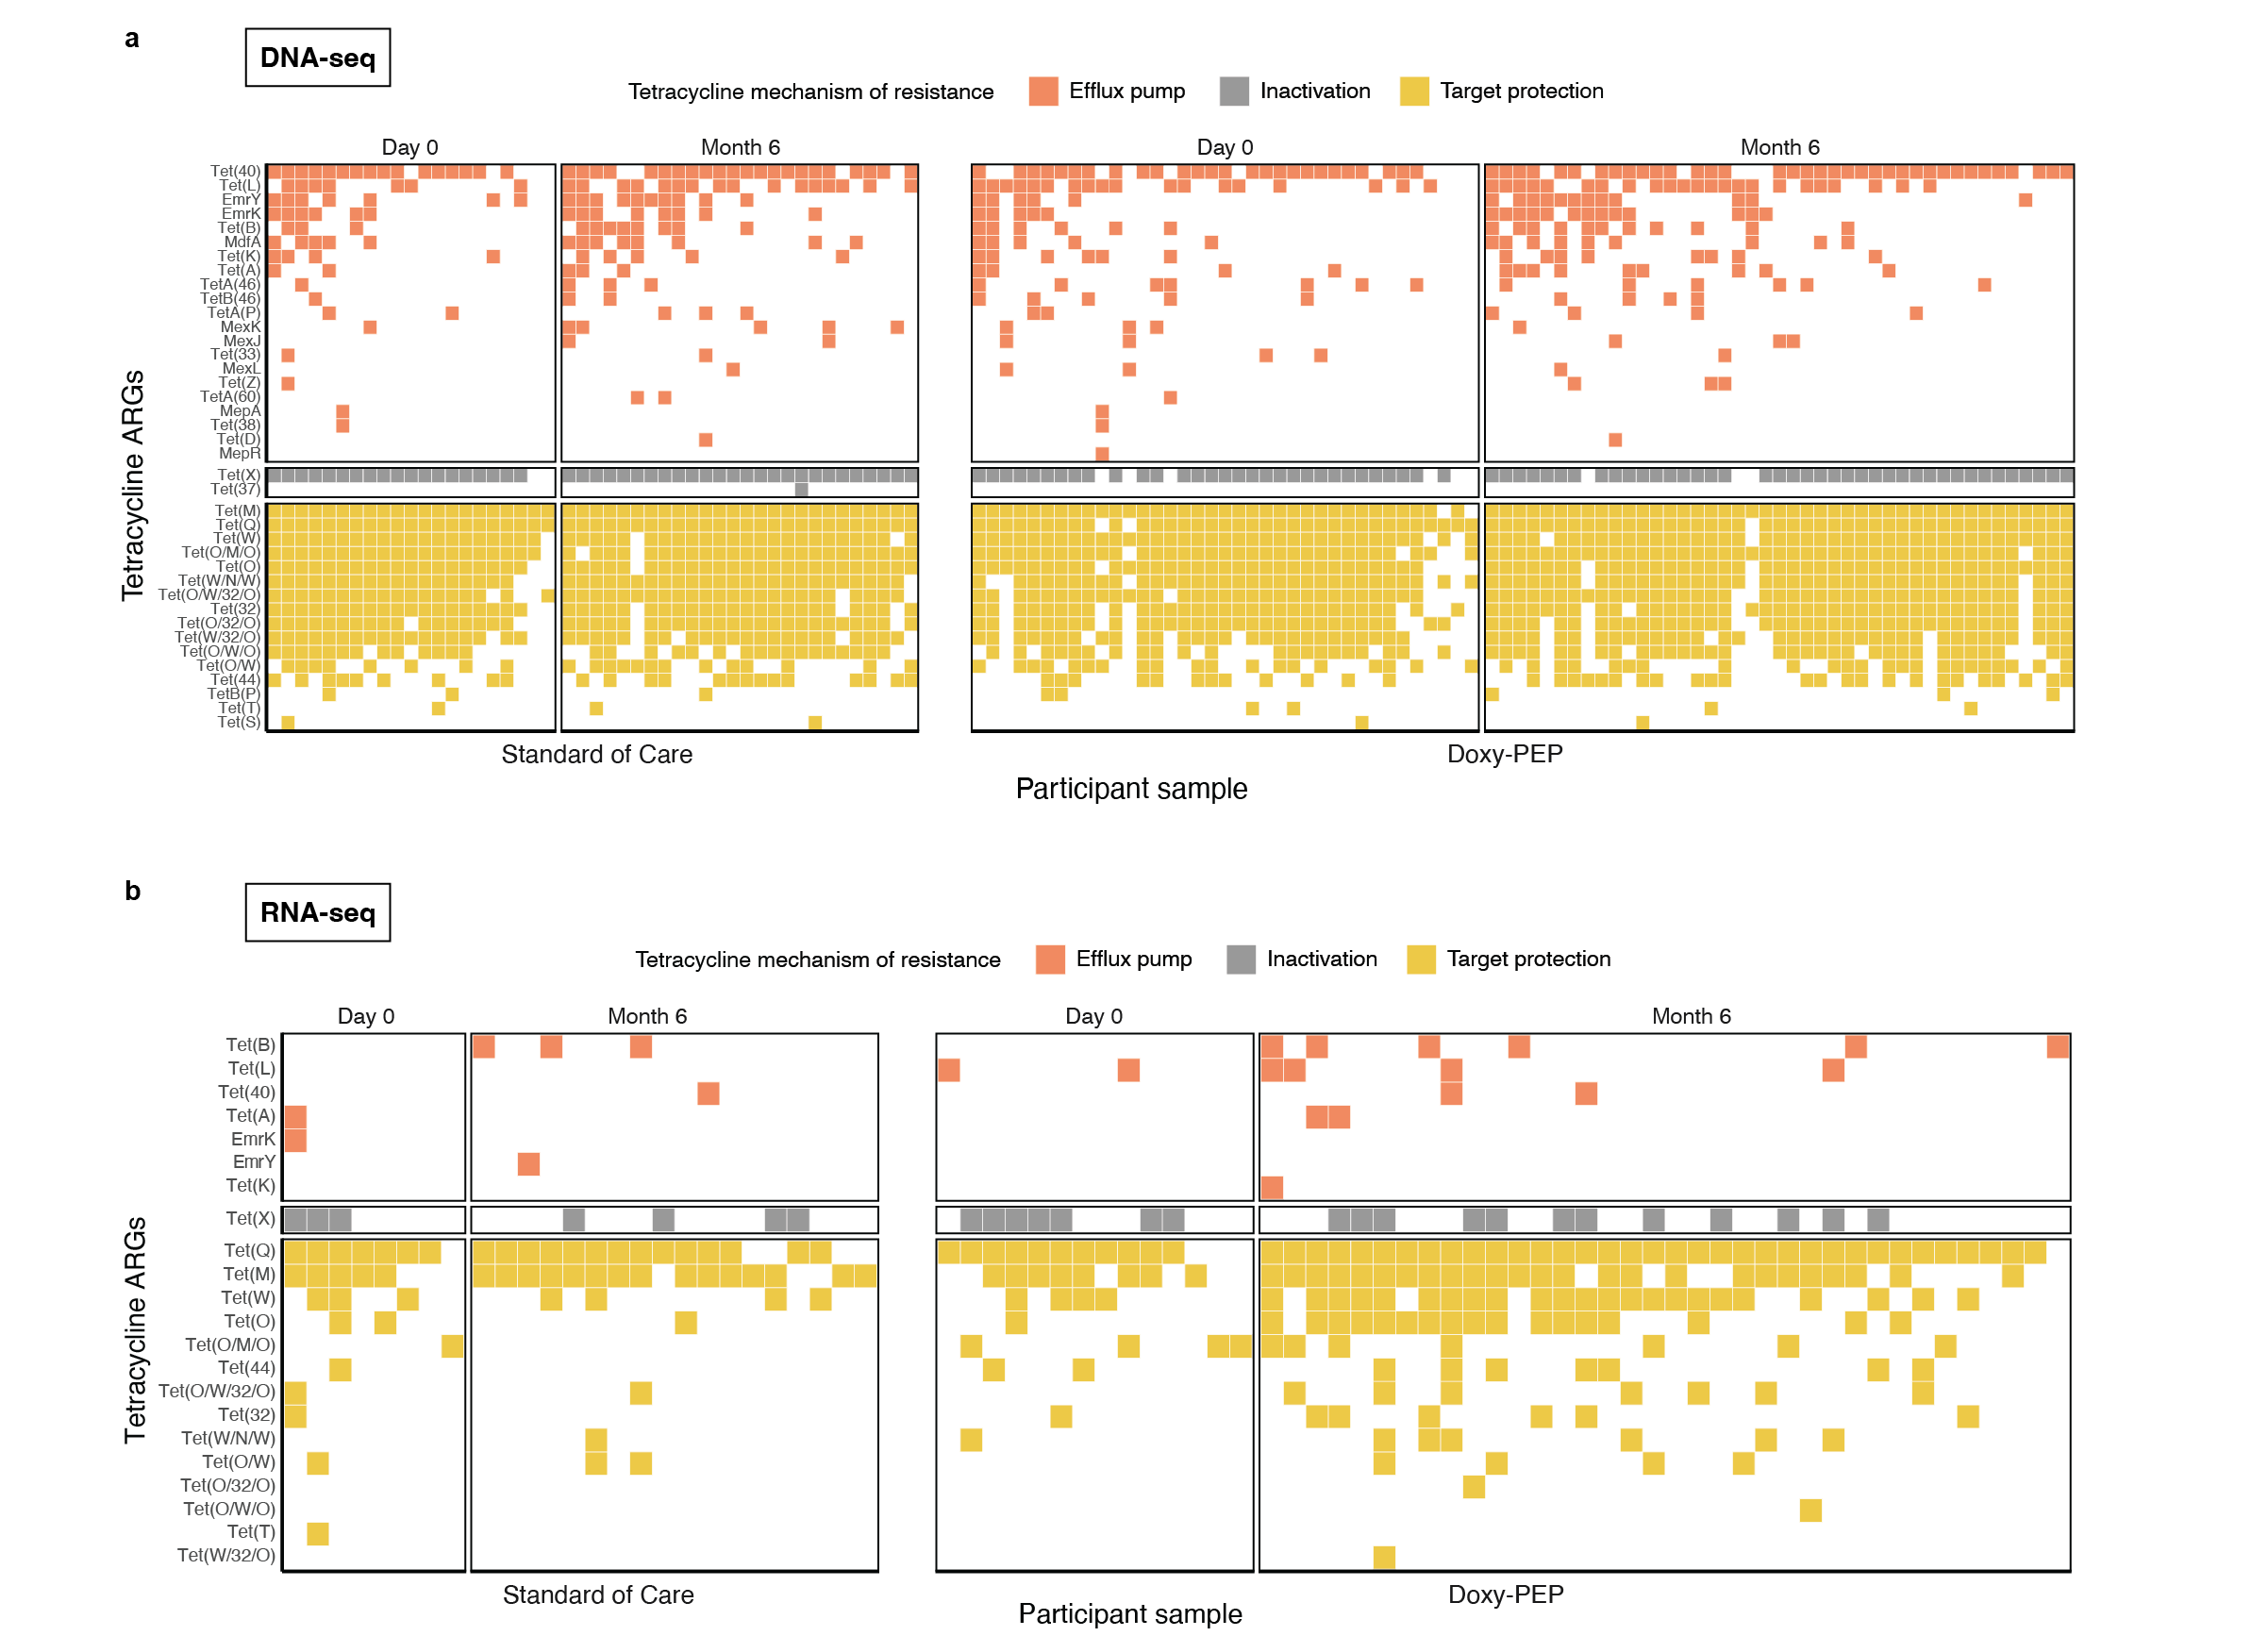 a
DNA-seq
Tetracycline mechanism of resistance Efflux pump Inactivation Target protection
Day 0 Month 6 Day 0 Month 6
Tetracycline ARGs
Tet(40)
Tet(L)
EmrY
EmrK
Tet(B)
MdfA
Tet(K)
Tet(A)
TetA(46)
TetB(46)
TetA(P)
MexK
MexJ
Tet(33)
MexL
Tet(Z)
TetA(60)
MepA
Tet(38)
Tet(D)
MepR
Tet(X)
Tet(37)
Tet(M)
Tet(Q)
Tet(W)
Tet(O/M/O)
Tet(O)
Tet(W/N/W)
Tet(O/W/32/O)
Tet(32)
Tet(O/32/O)
Tet(W/32/O)
Tet(O/W/O)
Tet(O/W)
Tet(44)
TetB(P)
Tet(T)
Tet(S)
Standard of Care Doxy-PEP
Participant sample
b
RNA-seq
Tetracycline mechanism of resistance Efflux pump Inactivation Target protection
Day 0 Month 6 Day 0 Month 6
Tetracycline ARGs
Tet(B)
Tet(L)
Tet(40)
Tet(A)
EmrK
EmrY
Tet(K)
Tet(X)
Tet(Q)
Tet(M)
Tet(W)
Tet(O)
Tet(O/M/O)
Tet(44)
Tet(O/W/32/O)
Tet(32)
Tet(W/N/W)
Tet(O/W)
Tet(O/32/O)
Tet(O/W/O)
Tet(T)
Tet(W/32/O)
Standard of Care Doxy-PEP
Participant sample